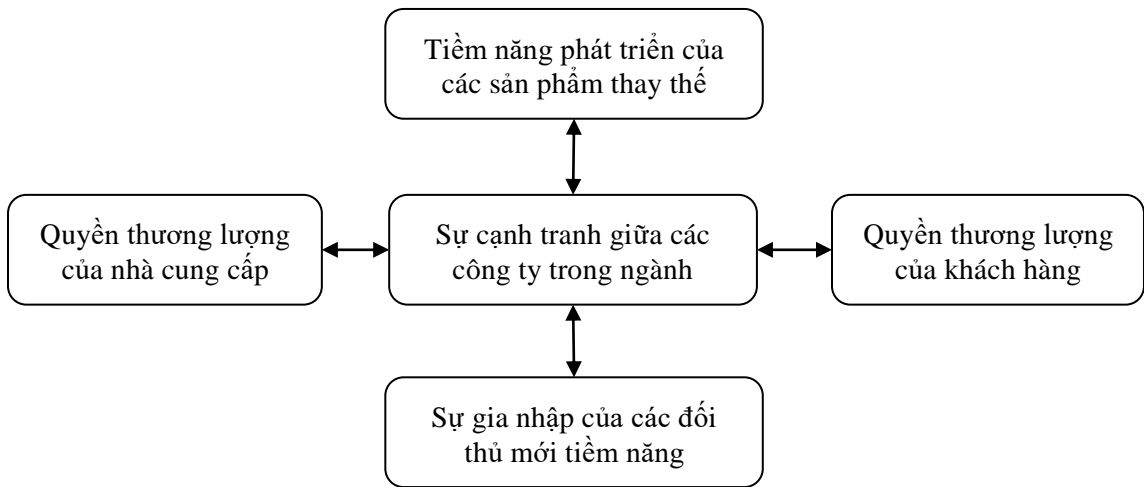 Tiềm năng phát triển của
các sản phẩm thay thế
Quyền thương lượng
của nhà cung cấp
Sự cạnh tranh giữa các
công ty trong ngành
Quyền thương lượng
của khách hàng
Sự gia nhập của các đối
thủ mới tiềm năng